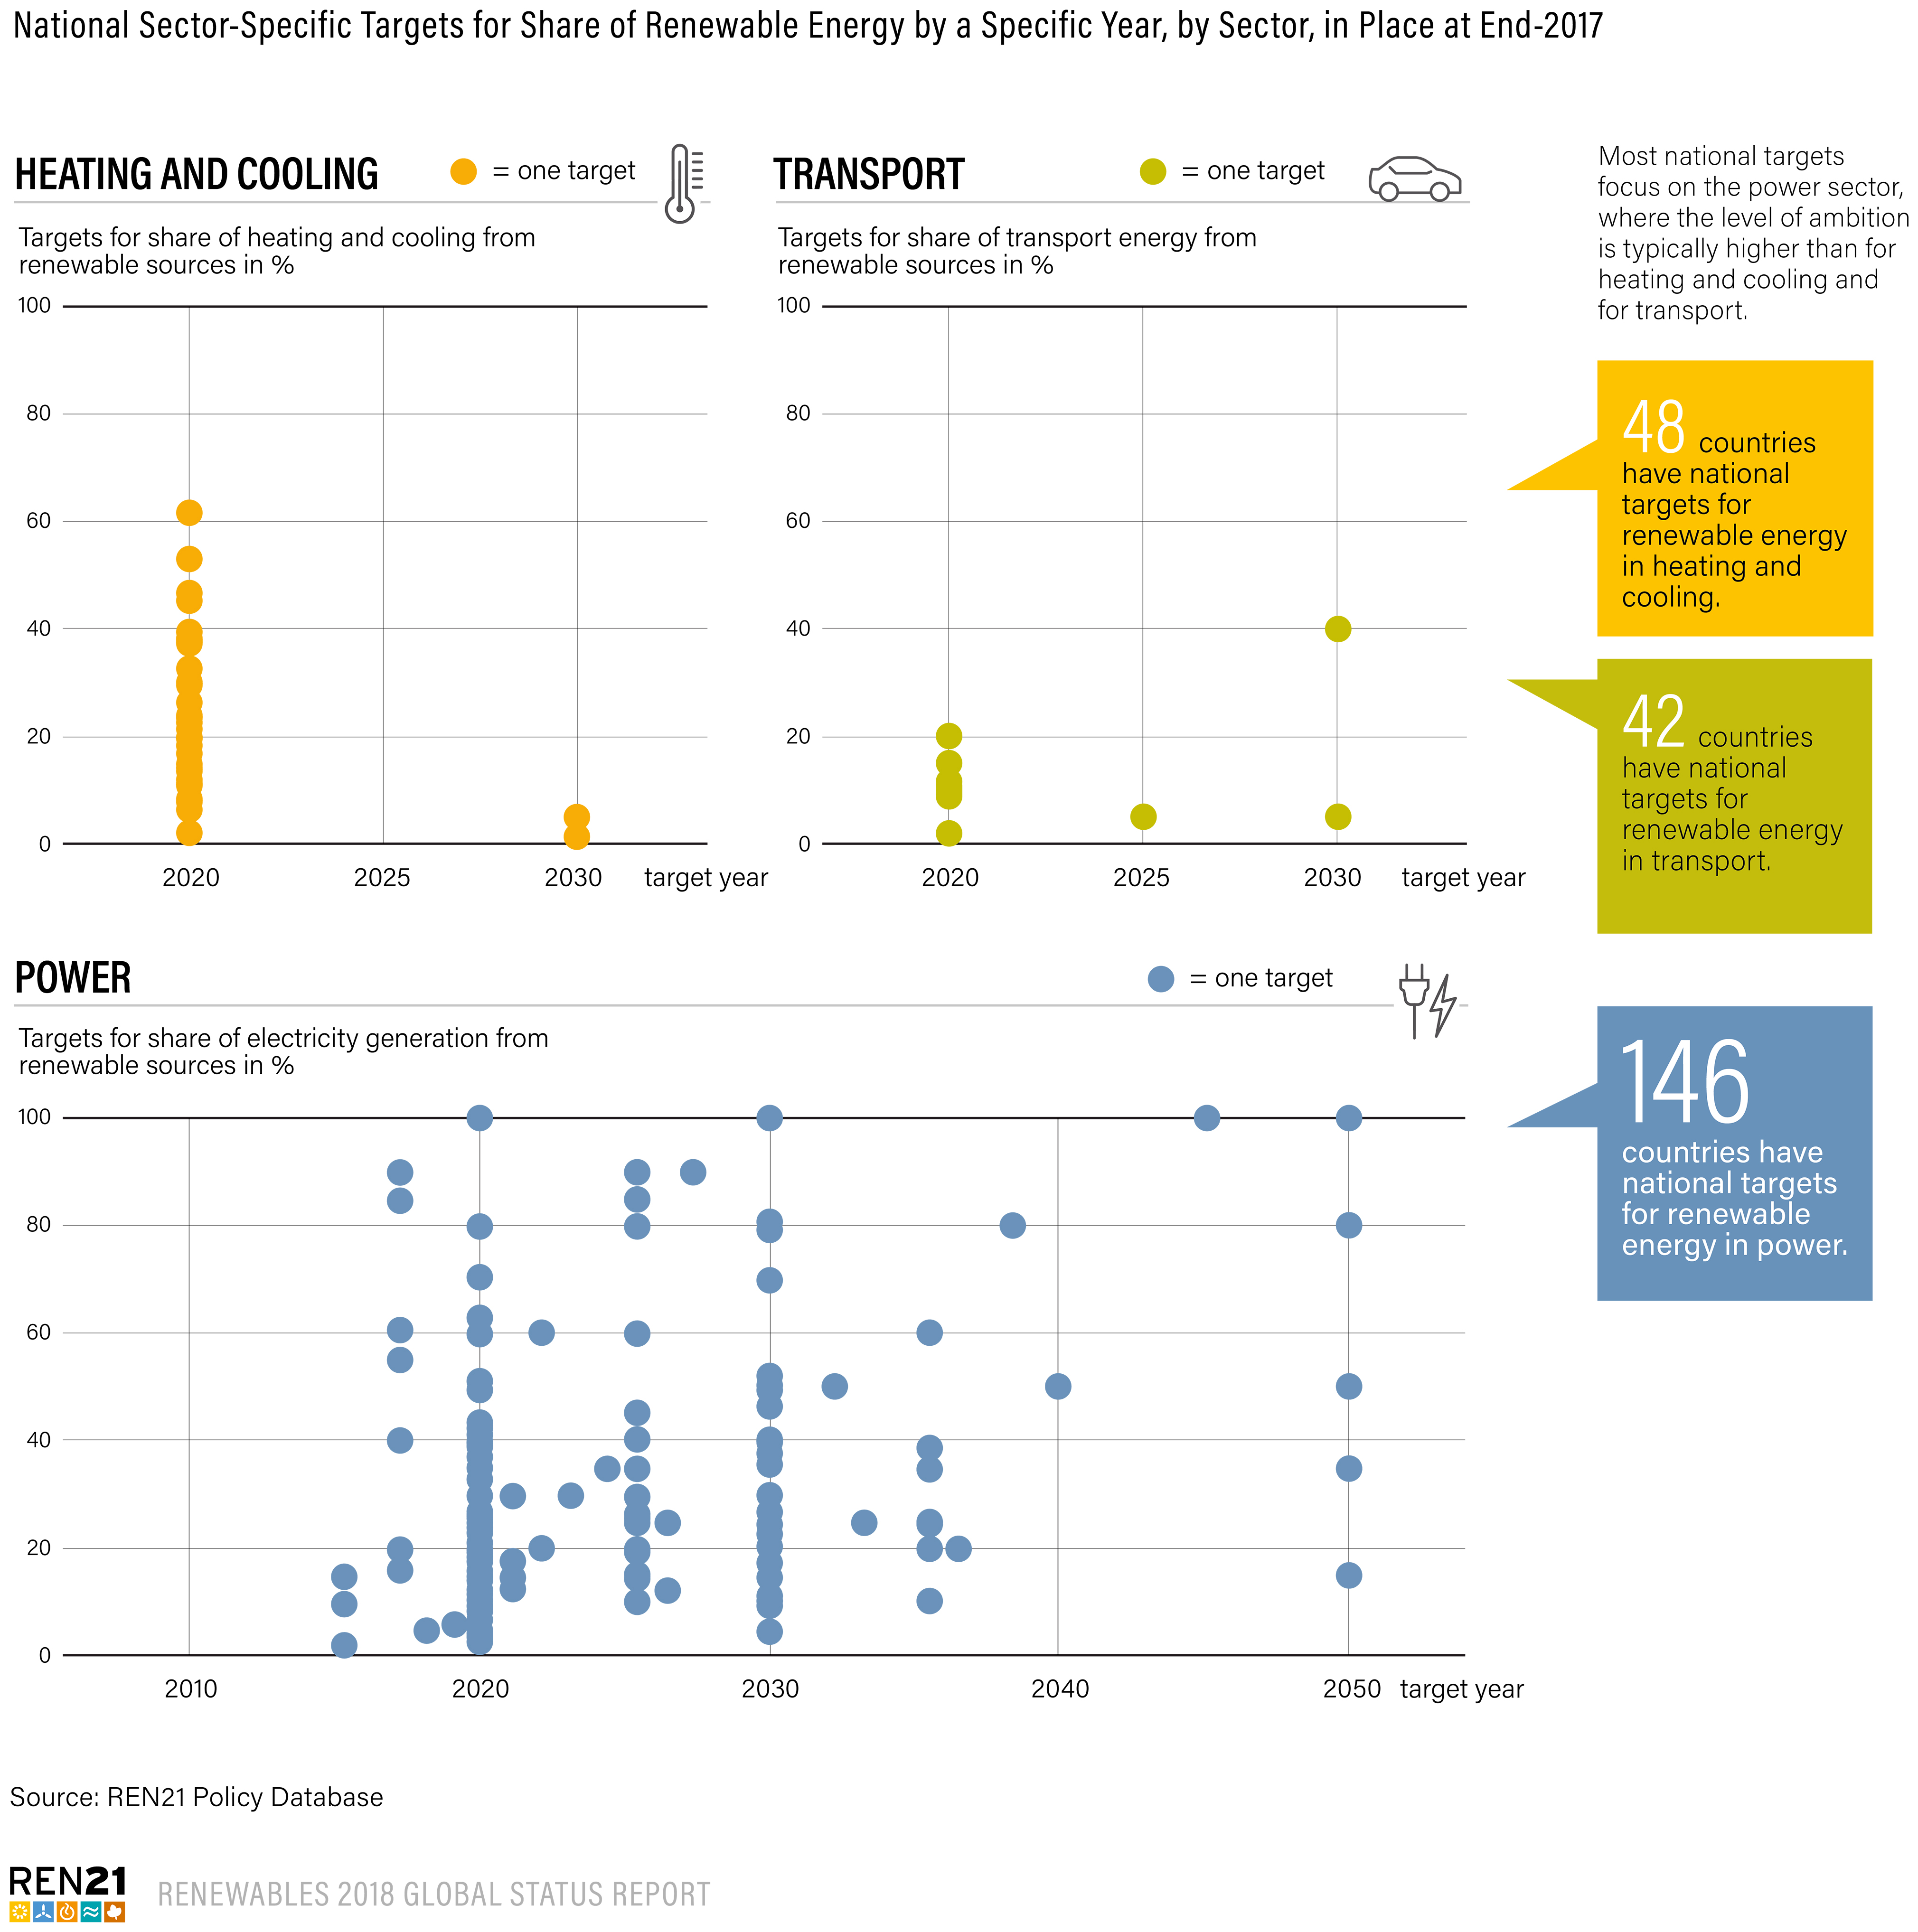 National Sector-Specific Targets for Share of Renewable Energy by a Specific Year, by Sector, in Place at End-2017
HEATING AND COOLING
= one target
Targets for share of heating and cooling from
renewable sources in %
100
80
60
40
20
0
2020 2025 2030 target year
TRANSPORT
= one target
Targets for share of transport energy from
renewable sources in %
100
80
60
40
20
0
2020 2025 2030 target year
Most national targets
focus on the power sector,
where the level of ambition
is typically higher than for
heating and cooling and
for transport.
48 countries
have national
targets for
renewable energy
in heating and
cooling.
42 countries
have national
targets for
renewable energy
in transport.
POWER
= one target
Targets for share of electricity generation from
renewable sources in %
100
80
60
40
20
0
2010 2020 2030 2040 2050 target year
146
countries have
national targets
for renewable
energy in power.
Source: REN21 Policy Database
REN21
RENEWABLES 2018 GLOBAL STATUS REPORT